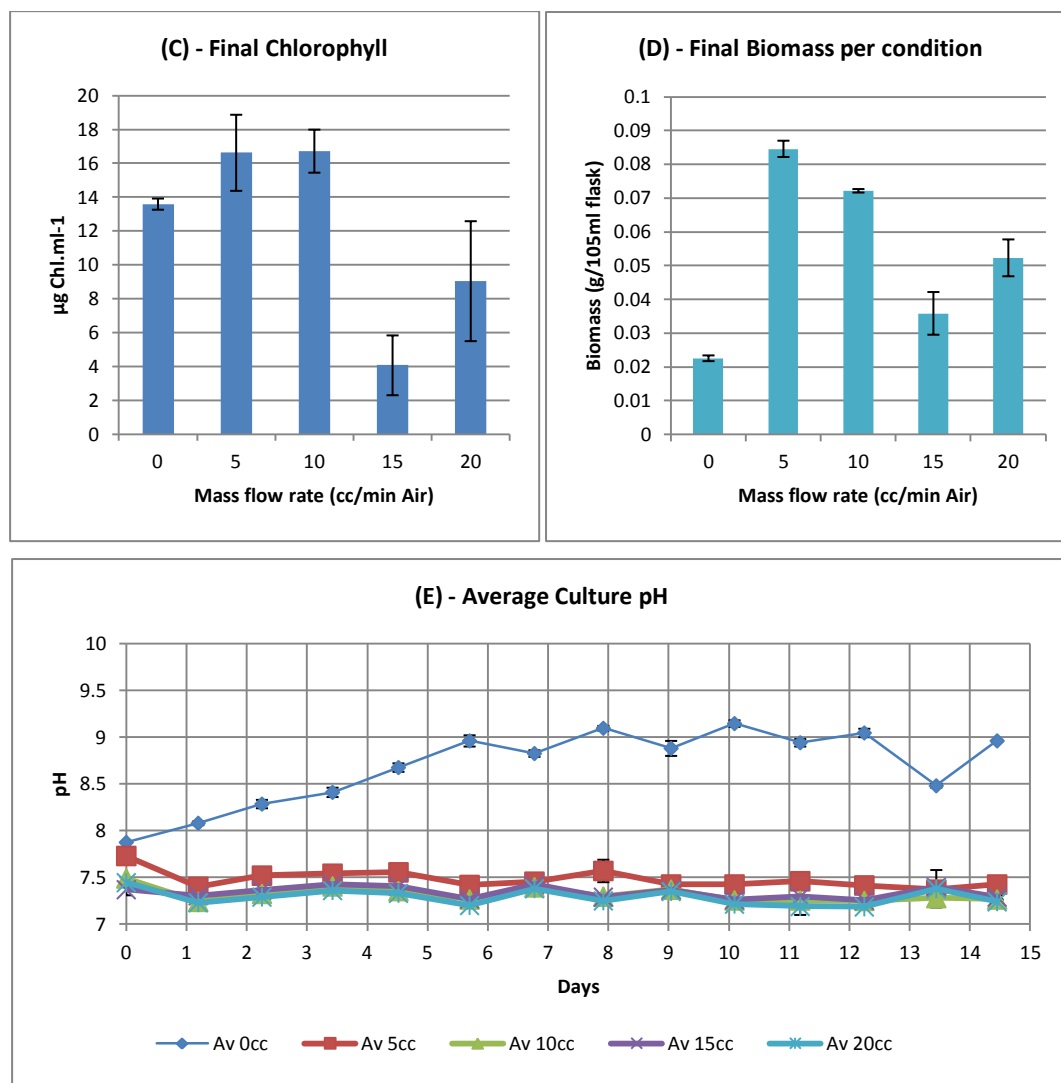 (C) - Final Chlorophyll
µg Chl.ml-1
20
18
16
14
12
10
8
6
4
2
0
0 5 10 15 20
Mass flow rate (cc/min Air)
(D) - Final Biomass per condition
Biomass (g/105ml flask)
0.1
0.09
0.08
0.07
0.06
0.05
0.04
0.03
0.02
0.01
0
0 5 10 15 20
Mass flow rate (cc/min Air)
(E) - Average Culture pH
pH
10
9.5
9
8.5
8
7.5
7
0 1 2 3 4 5 6 7 8 9 10 11 12 13 14 15
Days
Av 0cc Av 5cc Av 10cc Av 15cc Av 20cc